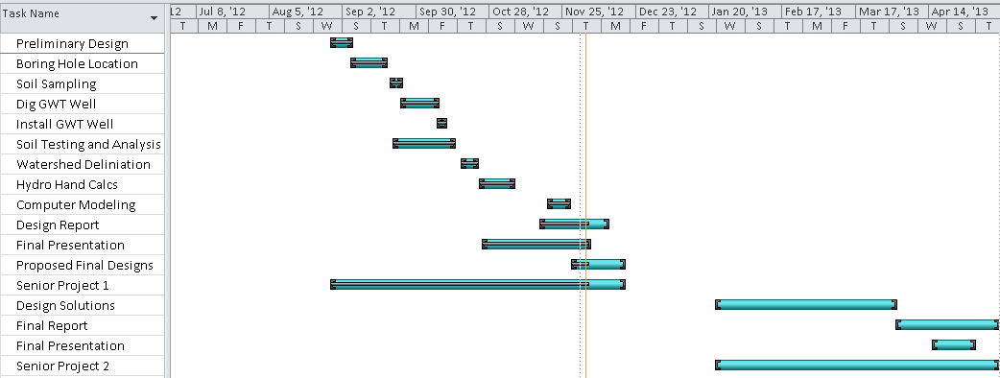 Task Name
12 Jul 8, '12 Aug 5, '12 Sep 2, '12 Sep 30, '12 Oct 28, '12 Nov 25, '12 Dec 23, '12 Jan 20, '13 Feb 17, '13 Mar 17, '13 Apr 14, '13
T M F T S W S T M F T S W S T M F T S W S T M F T S W S T
Preliminary Design
Boring Hole Location
Soil Sampling
Dig GWT Well
Install GWT Well
Soil Testing and Analysis
Watershed Deliniation
Hydro Hand Calcs
Computer Modeling
Design Report
Final Presentation
Proposed Final Designs
Senior Project 1
Design Solutions
Final Report
Final Presentation
Senior Project 2